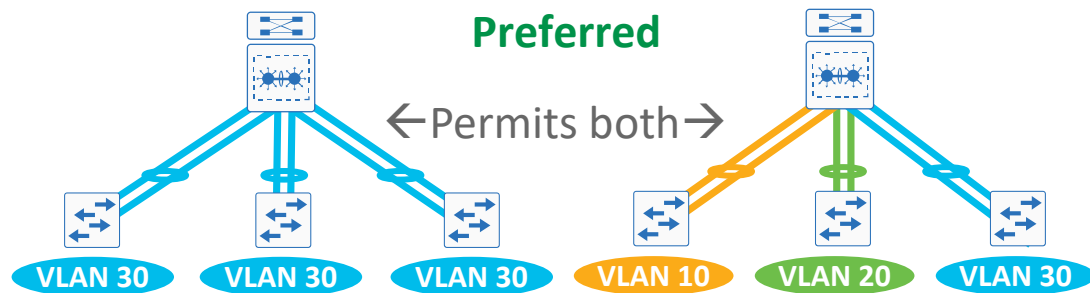 Preferred
←Permits both→
VLAN 30
VLAN 30
VLAN 30
VLAN 10
VLAN 20
VLAN 30